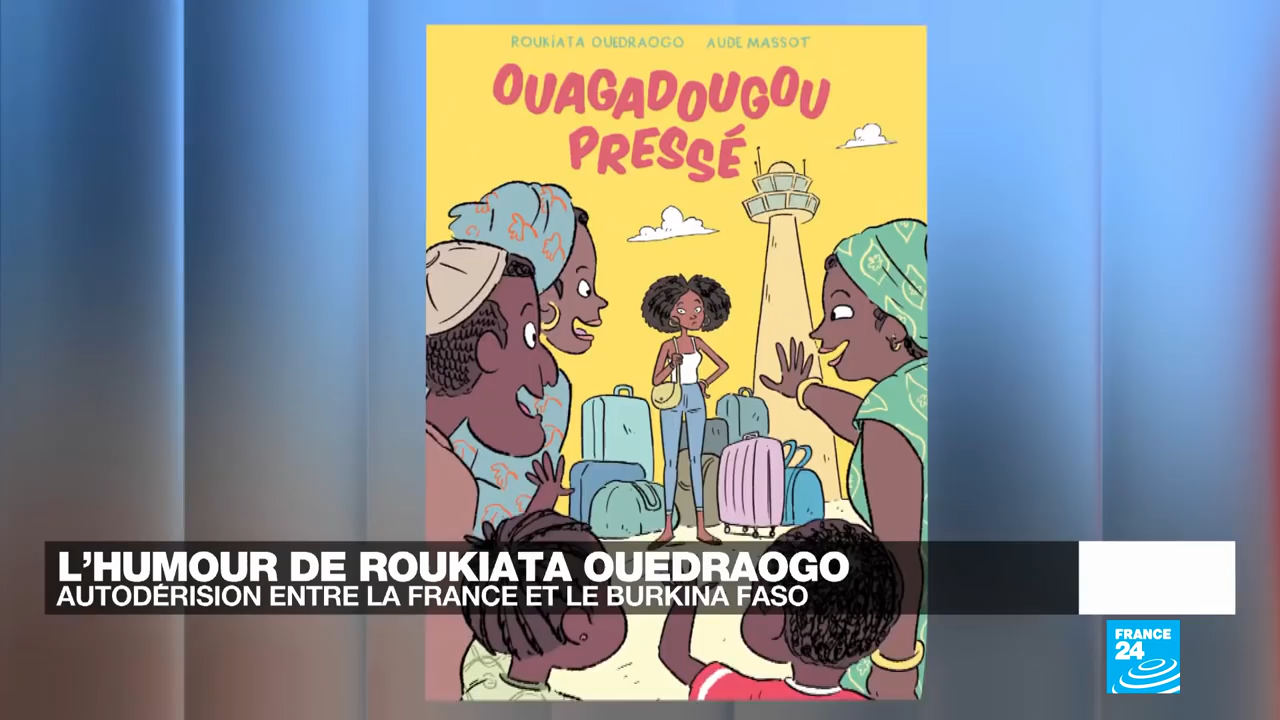 ROUKIATA OUEDRAOGO AUDE MASSOT
OUAGADOUGOU
PRESSÉ
L'HUMOUR DE ROUKIATA OUEDRAOGO
AUTODÉRISION ENTRE LA FRANCE ET LE BURKINA FASO
FRANCE
24